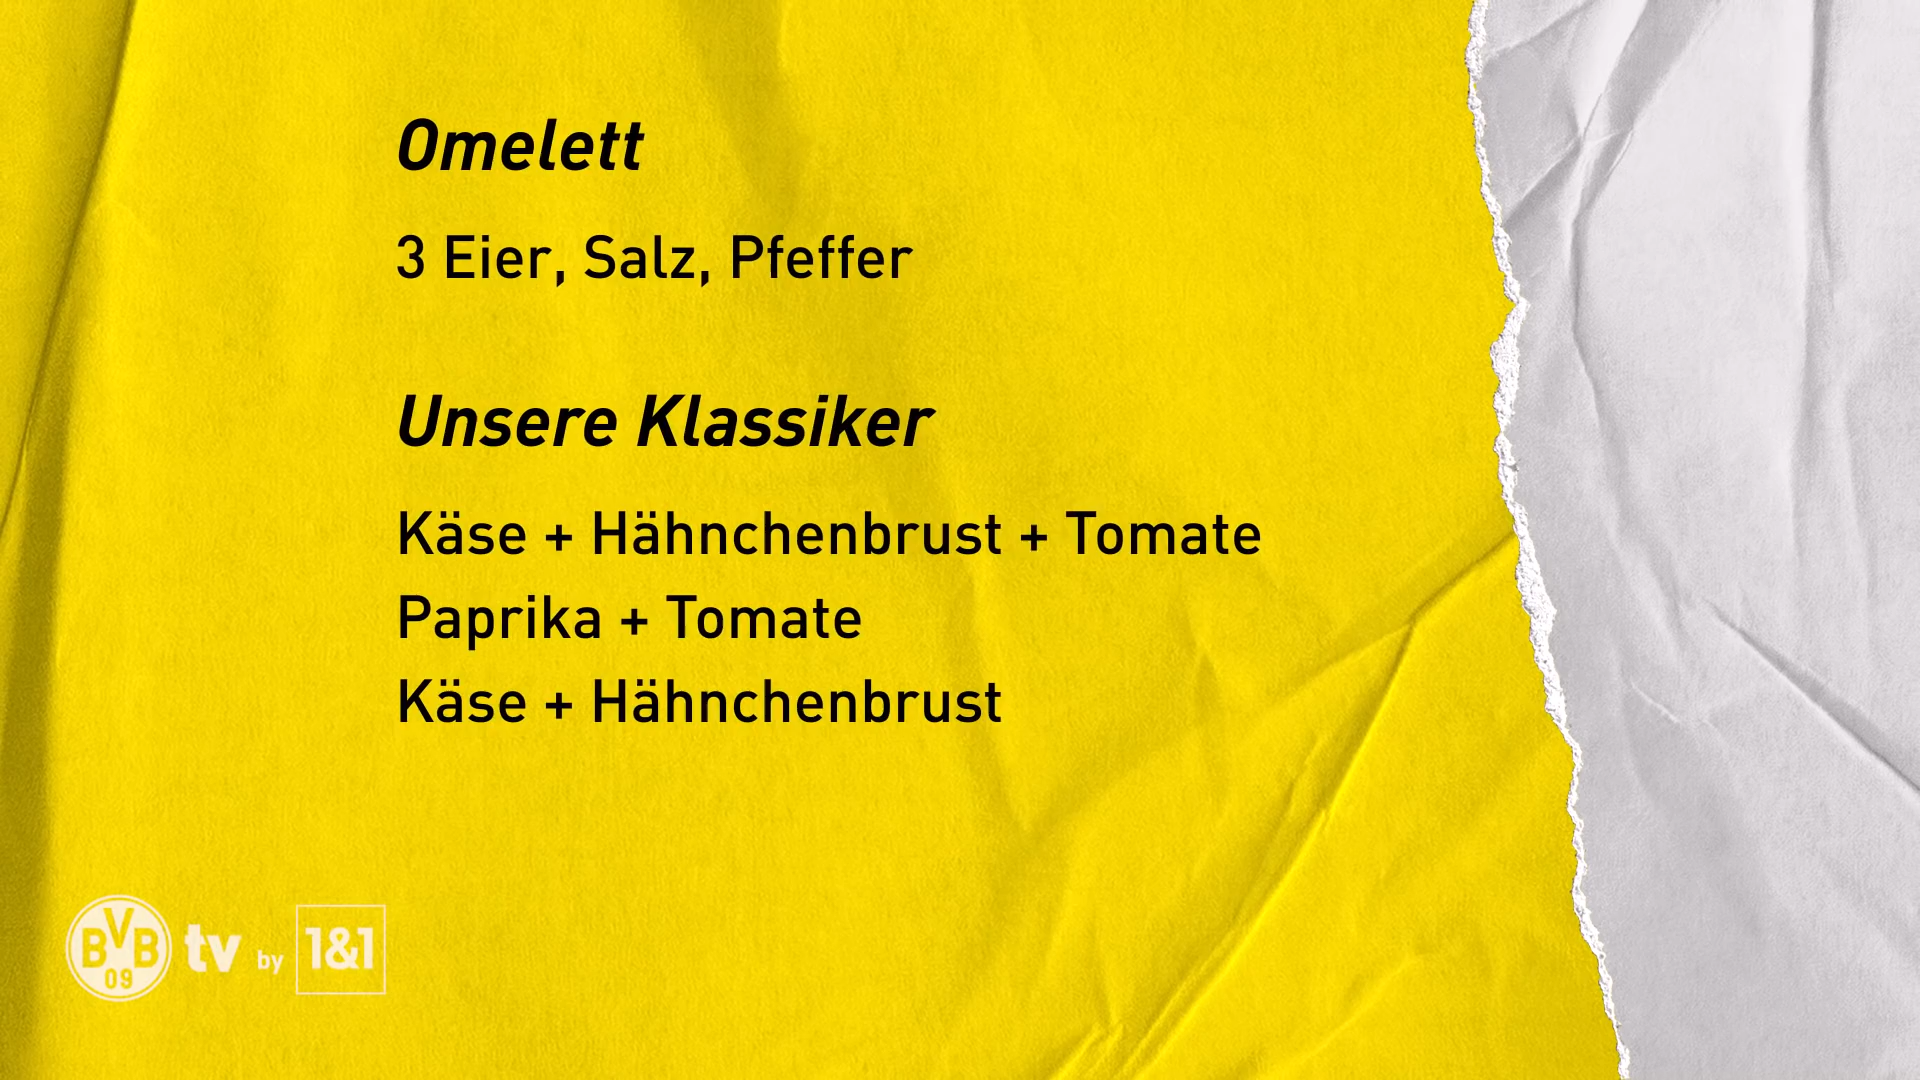 Omelett
3 Eier, Salz, Pfeffer
Unsere Klassiker
Käse + Hähnchenbrust + Tomate
Paprika + Tomate
Käse + Hähnchenbrust
BVB 09 tv by 1&1